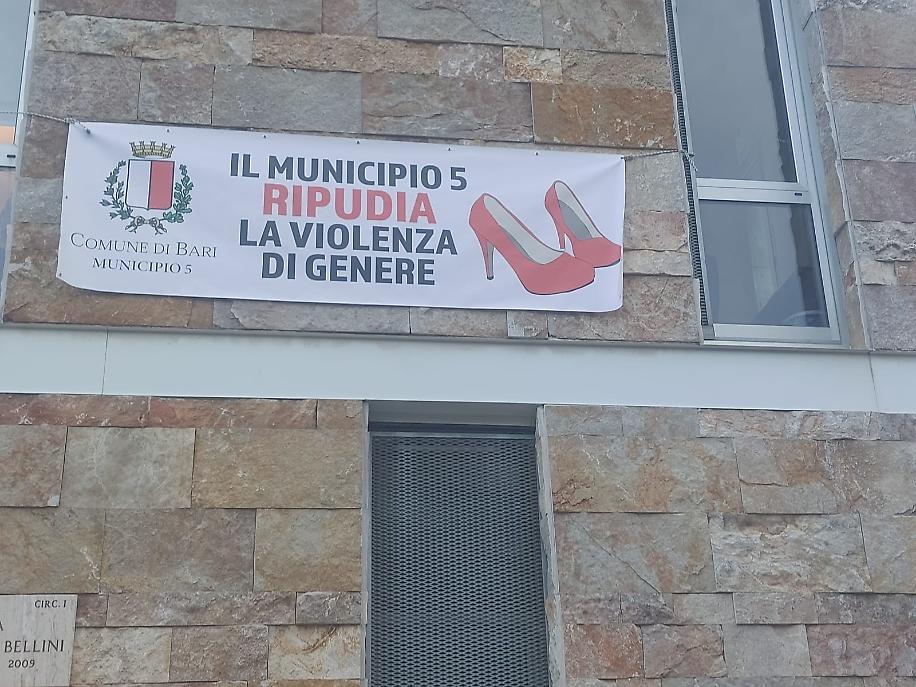 COMUNE DI BARI
MUNICIPIO 5
IL MUNICIPIO 5
RIPUDIA
LA VIOLENZA
DI GENERE
CIRC. I
A
BELLINI
2009